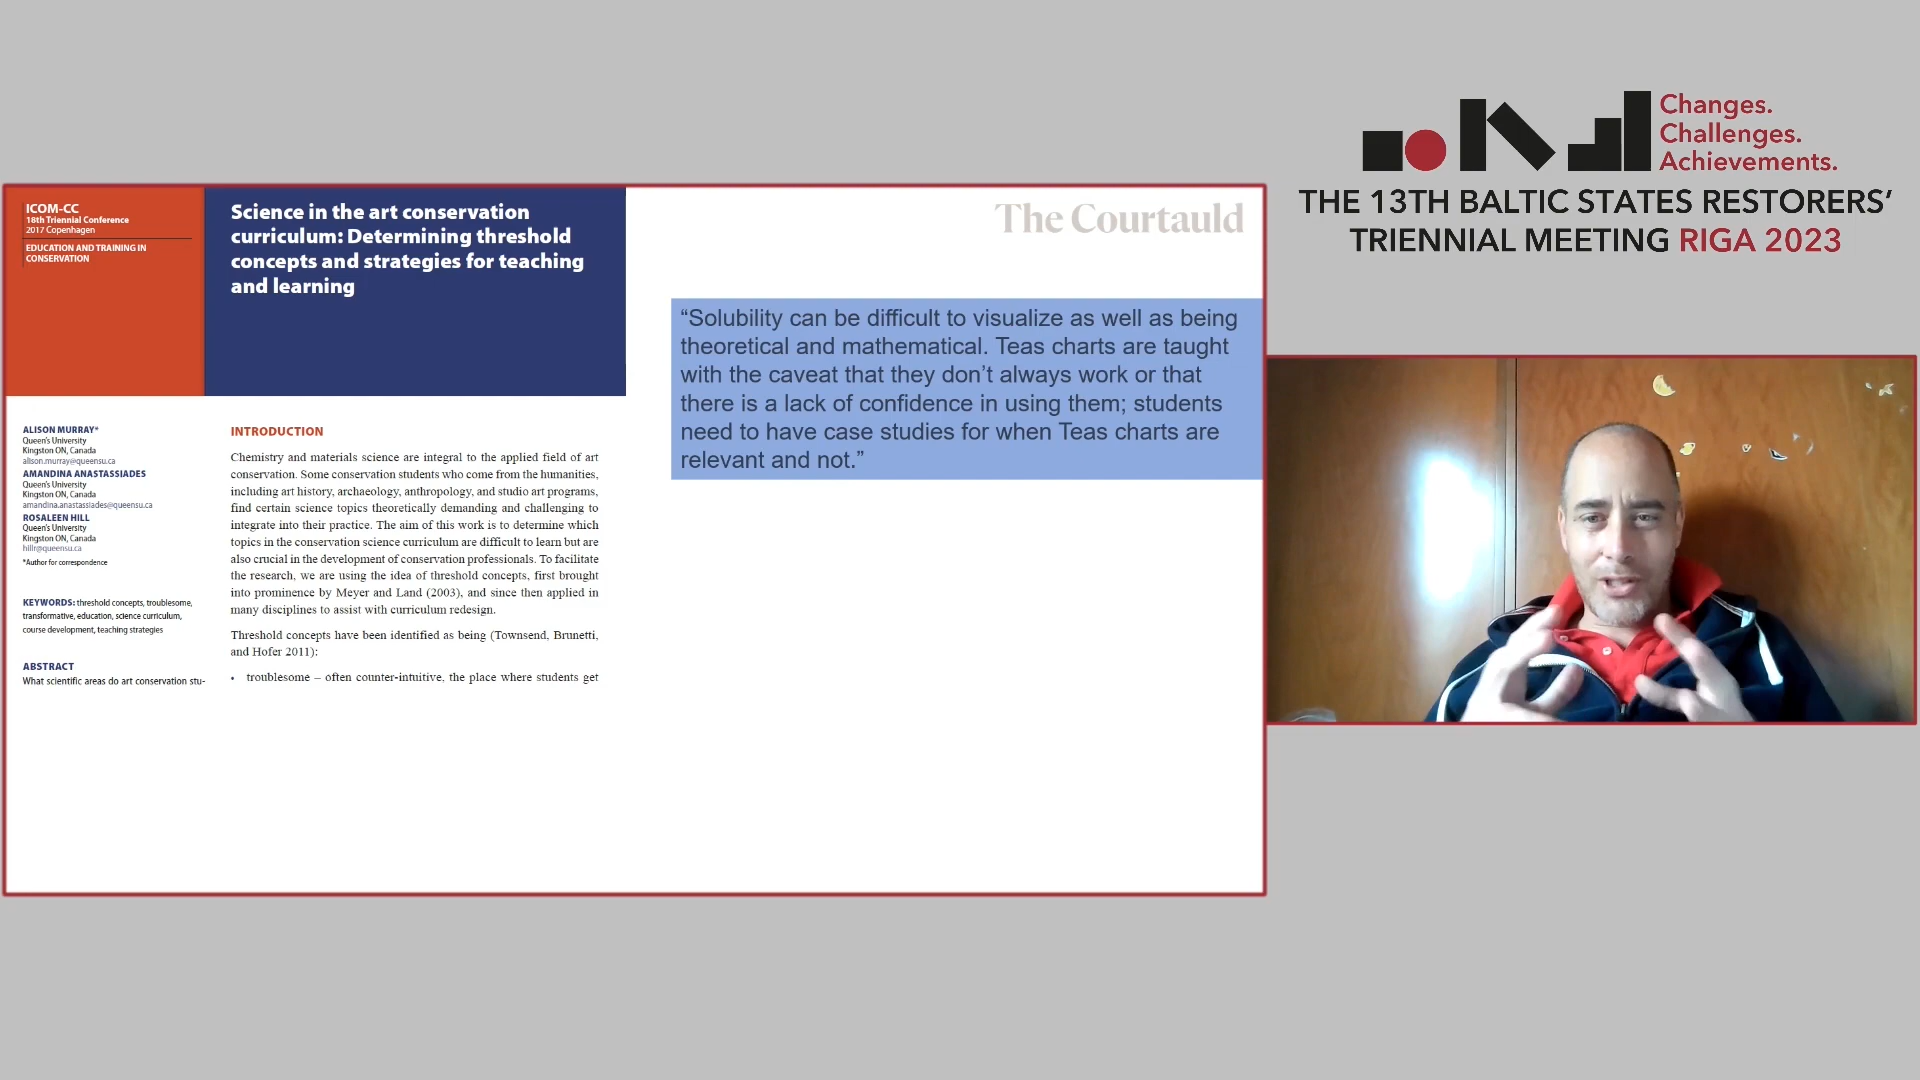 Changes.
Challenges.
Achievements.
THE 13TH BALTIC STATES RESTORERS’
TRIENNIAL MEETING RIGA 2023
ICOM-CC
18th Triennial Conference
2017 Copenhagen
EDUCATION AND TRAINING IN
CONSERVATION
Science in the art conservation
curriculum: Determining threshold
concepts and strategies for teaching
and learning
ALISON MURRAY*
Queen's University
Kingston ON, Canada
alison.murray@queensu.ca
AMANDINA ANASTASSIADES
Queen's University
Kingston ON, Canada
amandina.anastassiades@queensu.ca
ROSALEEN HILL
Queen's University
Kingston ON, Canada
hillr@queensu.ca
*Author for correspondence
KEYWORDS: threshold concepts, troublesome,
transformative, education, science curriculum,
course development, teaching strategies
ABSTRACT
What scientific areas do art conservation stu-
INTRODUCTION
Chemistry and materials science are integral to the applied field of art
conservation. Some conservation students who come from the humanities,
including art history, archaeology, anthropology, and studio art programs,
find certain science topics theoretically demanding and challenging to
integrate into their practice. The aim of this work is to determine which
topics in the conservation science curriculum are difficult to learn but are
also crucial in the development of conservation professionals. To facilitate
the research, we are using the idea of threshold concepts, first brought
into prominence by Meyer and Land (2003), and since then applied in
many disciplines to assist with curriculum redesign.
Threshold concepts have been identified as being (Townsend, Brunetti,
and Hofer 2011):
• troublesome – often counter-intuitive, the place where students get
The Courtauld
“Solubility can be difficult to visualize as well as being
theoretical and mathematical. Teas charts are taught
with the caveat that they don’t always work or that
there is a lack of confidence in using them; students
need to have case studies for when Teas charts are
relevant and not.”